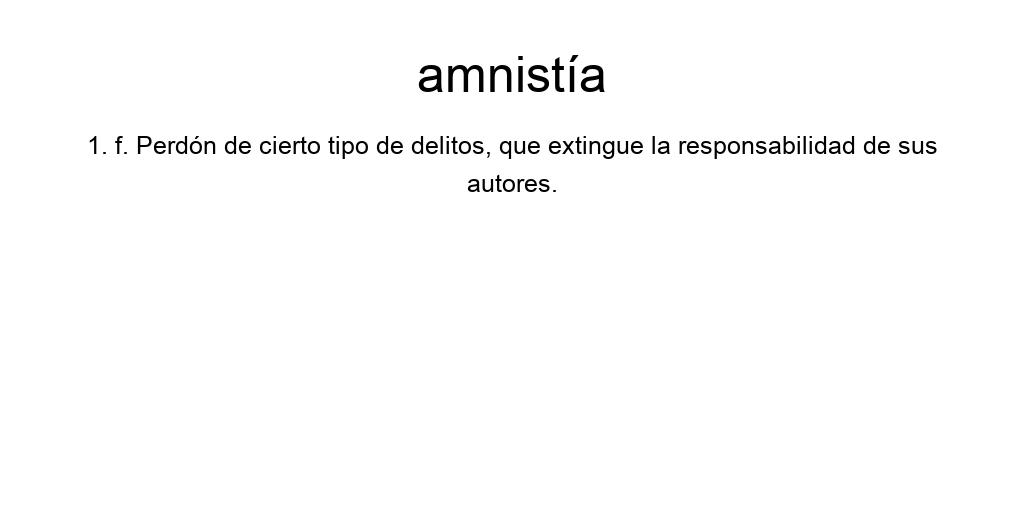 amnistía
1. f. Perdón de cierto tipo de delitos, que extingue la responsabilidad de sus
autores.